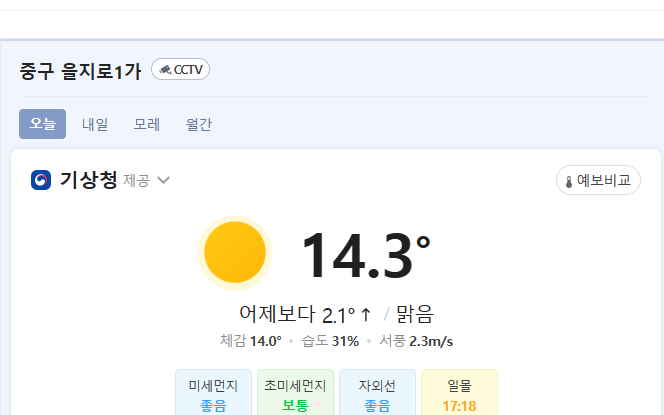 중구 을지로1가 CCTV
오늘 내일 모레 월간
기상청 제공 예보비교
14.3°
어제보다 2.1° ↑ / 맑음
체감 14.0° • 습도 31% • 서풍 2.3m/s
미세먼지 초미세먼지 자외선 일몰
좋음 보통 좋음 17:18